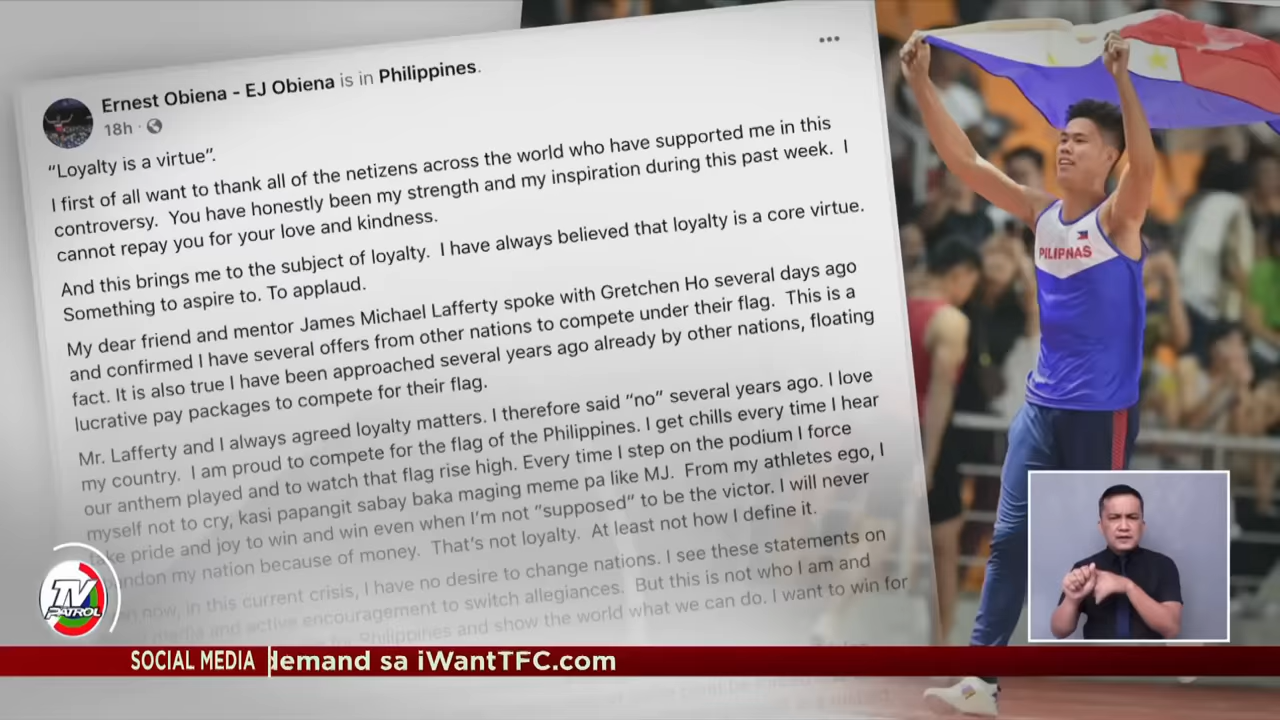 Ernest Obiena - EJ Obiena is in Philippines.
18h ·
“Loyalty is a virtue”.
I first of all want to thank all of the netizens across the world who have supported me in this
controversy. You have honestly been my strength and my inspiration during this past week. I
cannot repay you for your love and kindness.
And this brings me to the subject of loyalty. I have always believed that loyalty is a core virtue.
Something to aspire to. To applaud.
My dear friend and mentor James Michael Lafferty spoke with Gretchen Ho several days ago
and confirmed I have several offers from other nations to compete under their flag. This is a
fact. It is also true I have been approached several years ago already by other nations, floating
lucrative pay packages to compete for their flag.
Mr. Lafferty and I always agreed loyalty matters. I therefore said “no” several years ago. I love
my country. I am proud to compete for the flag of the Philippines. I get chills every time I hear
our anthem played and to watch that flag rise high. Every time I step on the podium I force
myself not to cry, kasi papangit sabay baka maging meme pa like MJ. From my athletes ego, I
ke pride and joy to win and win even when I’m not “supposed” to be the victor. I will never
ndon my nation because of money. That’s not loyalty. At least not how I define it.
n now, in this current crisis, I have no desire to change nations. I see these statements on
media and active encouragement to switch allegiances. But this is not who I am and
Philippines and show the world what we can do. I want to win for
PILIPINAS
TV
PATROL
SOCIAL MEDIA
demand sa iWantTFC.com